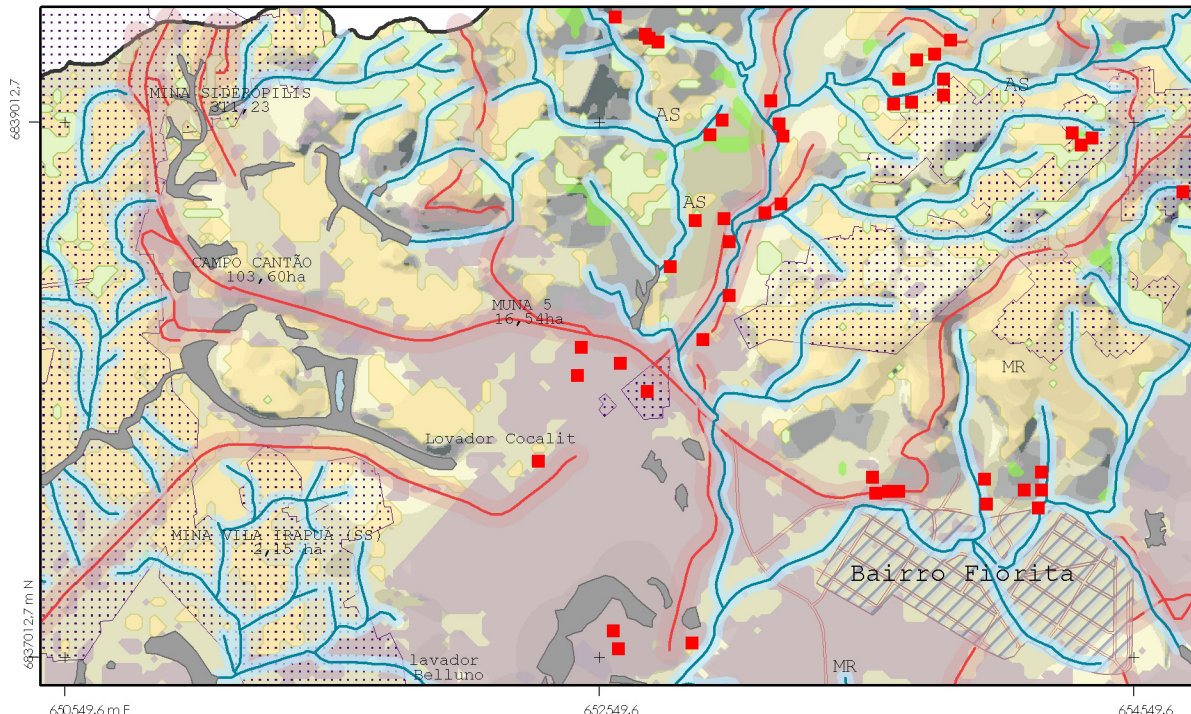 MINA SIDEROPILIS
3T1,23
AS
AS
6839012,7
AS
CAMPO CANTÃO
103,60ha
MUNA 5
16,54ha
MR
Lovador Cocalit
MINA VILA IRAPUÃ (SS)
2,15 ha
Bairro Fiorita
6837012,7 m N
lavador
Belluno
MR
650549,6 m E
652549,6
654549,6